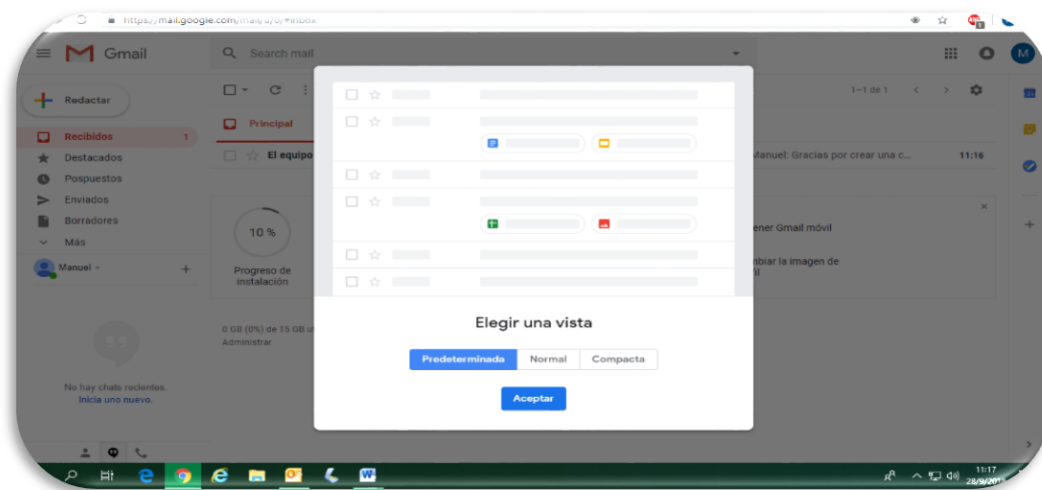 https://mail.google.com/mail/u/0/#inbox
Gmail
Search mail
M
Redactar
1–1 de 1
Principal
Recibidos 1
Destacados
El equipo
Manuel: Gracias por crear una c... 11:16
Pospuestos
Enviados
Borradores
Más
10 %
ener Gmail móvil
Manuel
Progreso de
instalación
mbiar la imagen de
il
Elegir una vista
0 GB (0%) de 15 GB u
Administrar
Predeterminada Normal Compacta
No hay chats recientes.
Inicia uno nuevo.
Aceptar
11:17